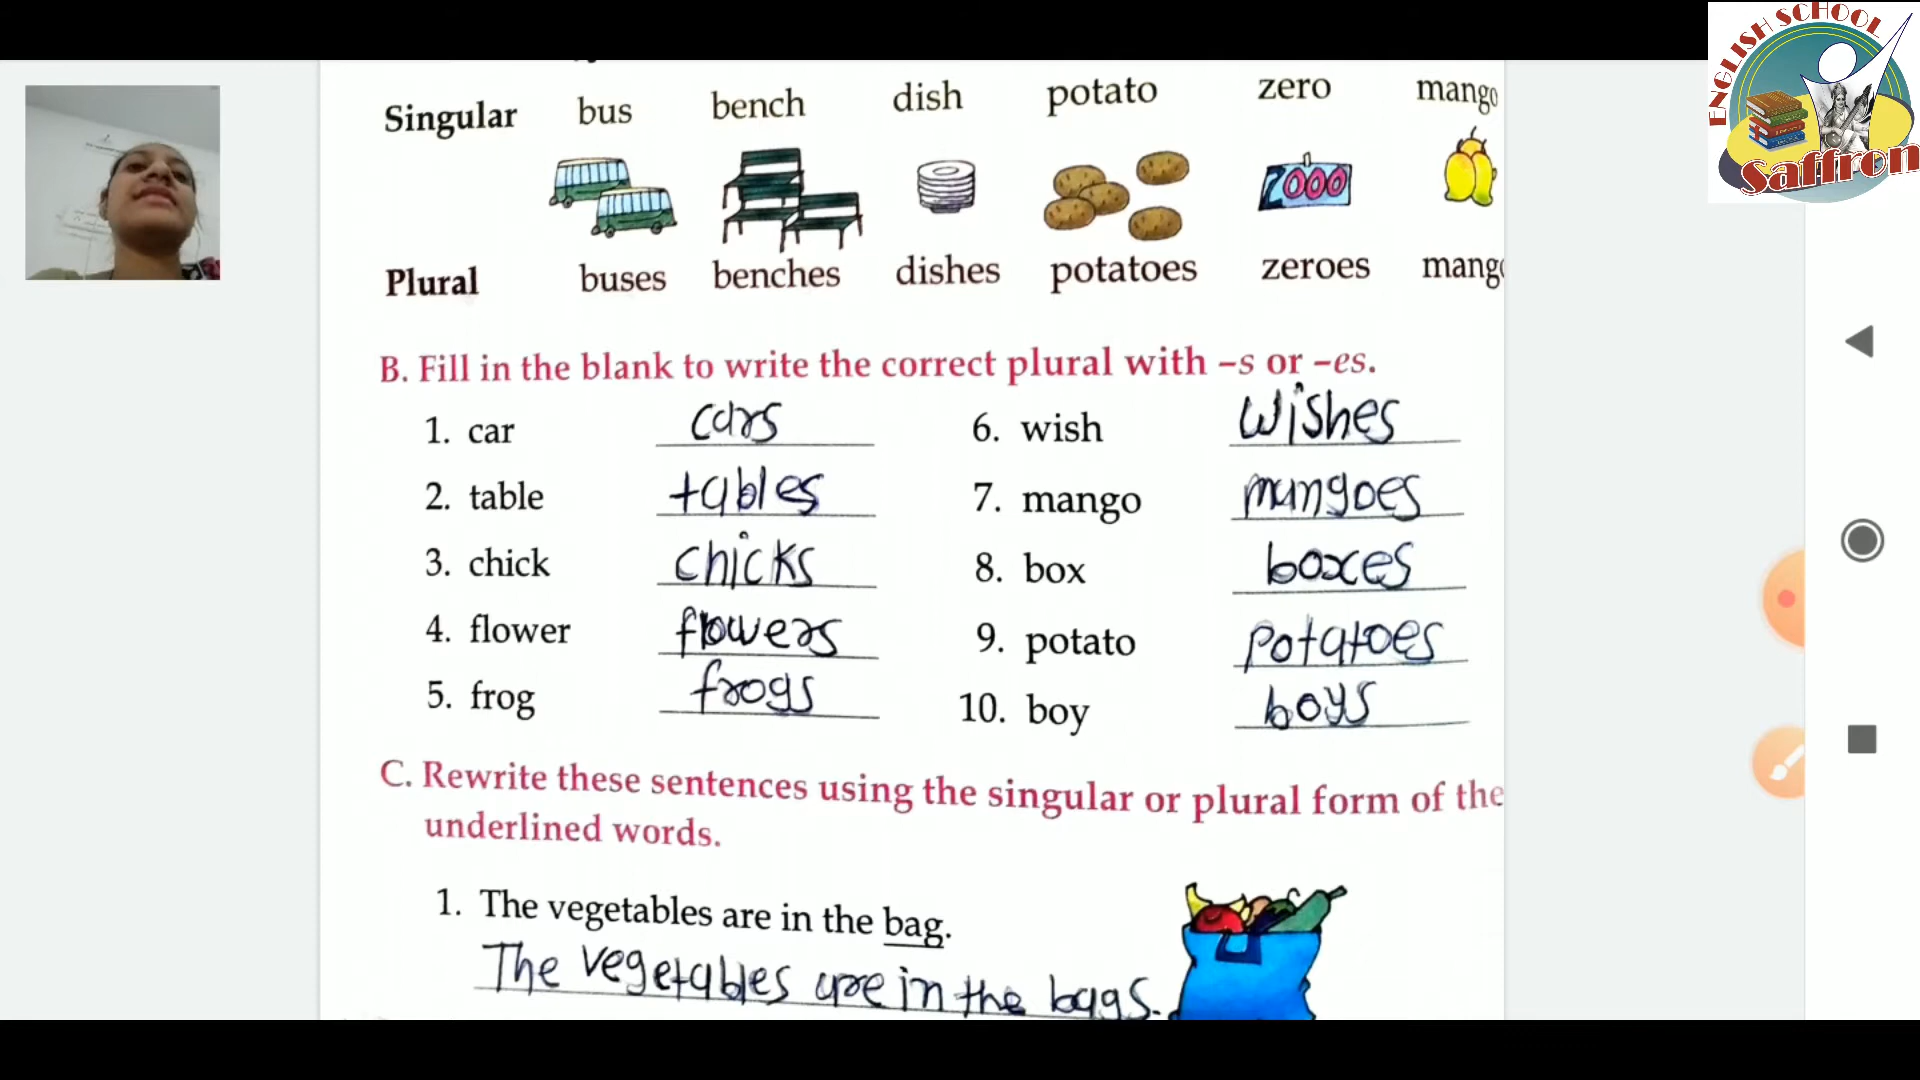 ENGLISH SCHOOL
Saffron
Singular bus bench dish potato zero mango
2000
Plural buses benches dishes potatoes zeroes mango
B. Fill in the blank to write the correct plural with –s or –es.
1. car cars 6. wish wishes
2. table tables 7. mango mangoes
3. chick chicks 8. box boxes
4. flower flowers 9. potato potatoes
5. frog frogs 10. boy boys
C. Rewrite these sentences using the singular or plural form of the
underlined words.
1. The vegetables are in the bag.
The vegetables are in the bags.